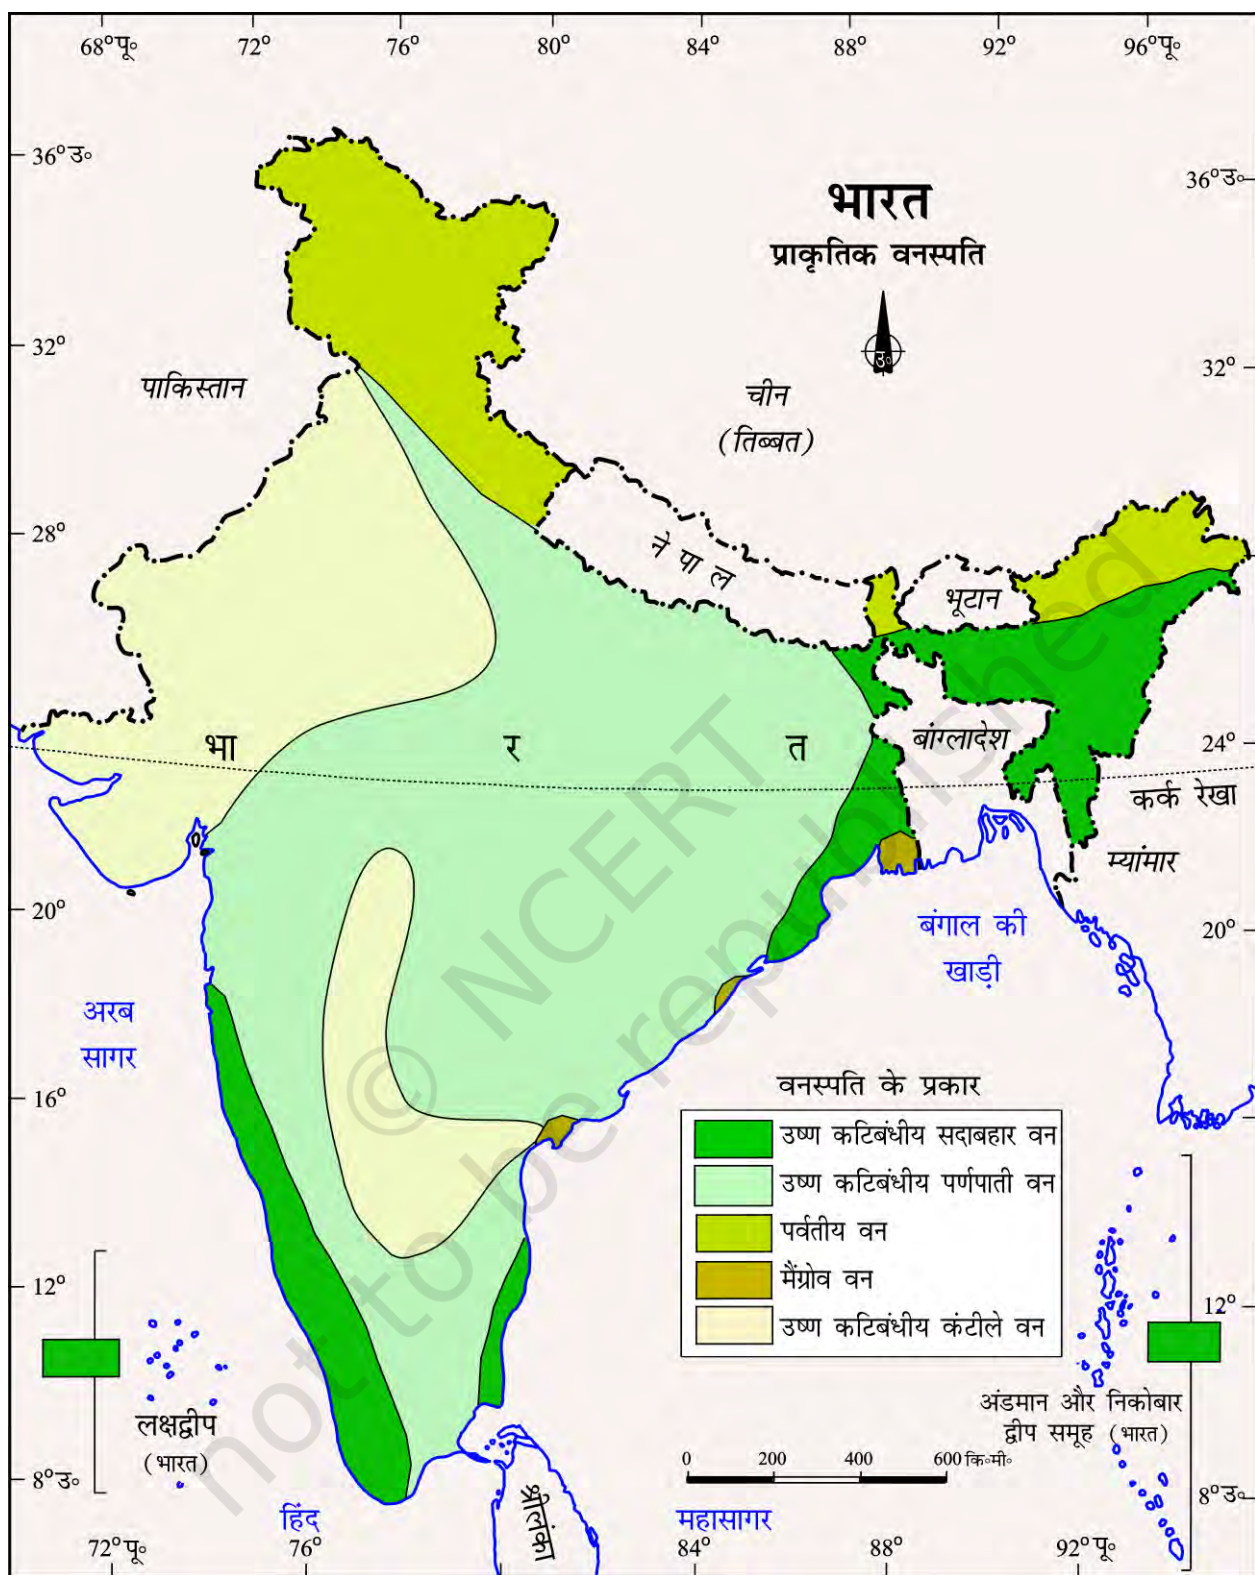 68°पू॰ 72° 76° 80° 84° 88° 92° 96°पू॰
36°उ॰ 36°उ॰
भारत
प्राकृतिक वनस्पति
उ॰
32° 32°
पाकिस्तान
चीन
(तिब्बत)
28°
नेपाल
भूटान
भा र त
बांग्लादेश
24°
कर्क रेखा
म्यांमार
20° 20°
बंगाल की
खाड़ी
अरब
सागर
16°
वनस्पति के प्रकार
उष्ण कटिबंधीय सदाबहार वन
उष्ण कटिबंधीय पर्णपाती वन
पर्वतीय वन
मैंग्रोव वन
उष्ण कटिबंधीय कंटीले वन
12° 12°
लक्षद्वीप
(भारत)
अंडमान और निकोबार
द्वीप समूह (भारत)
0 200 400 600 कि॰मी॰
8°उ॰ 8°उ॰
हिंद
श्रीलंका
महासागर
72°पू॰ 76° 84° 88° 92°पू॰
© NCERT
not to be republished